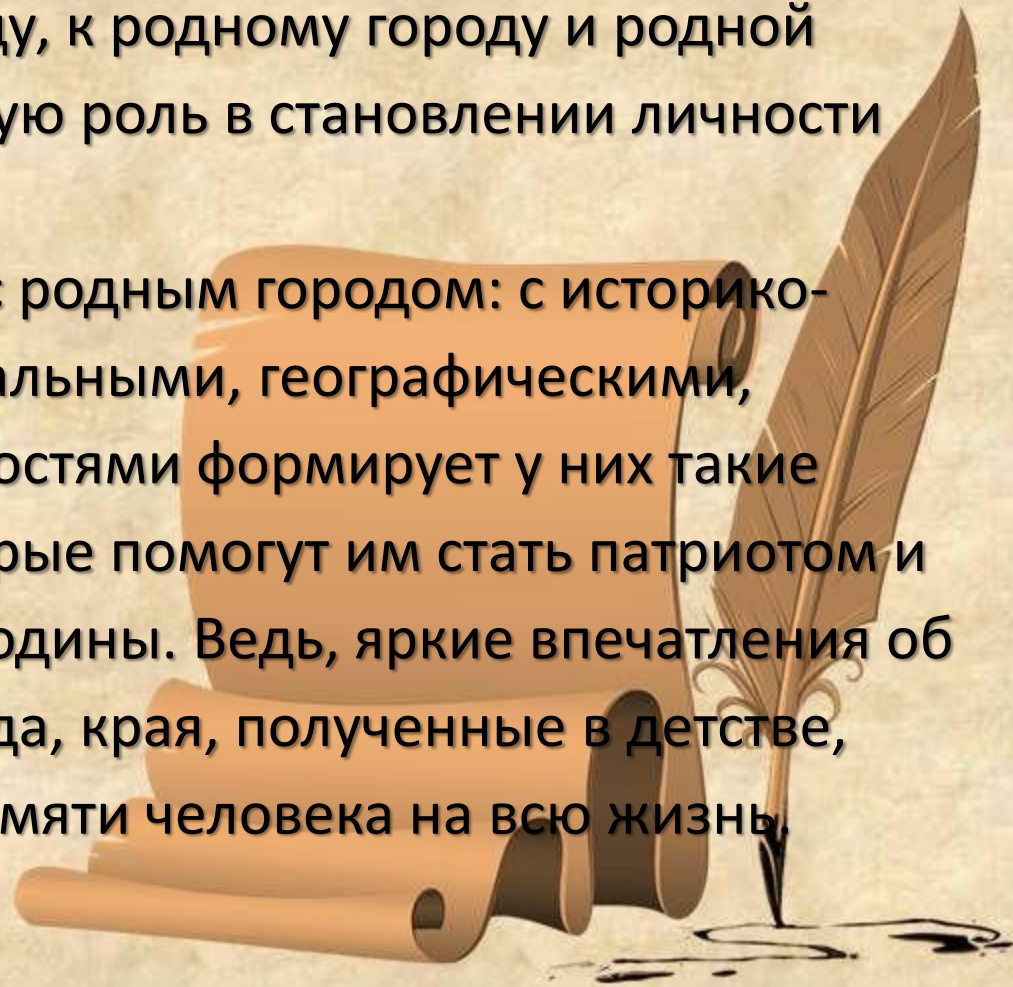 ду, к родному городу и родной
ую роль в становлении личности
с родным городом: с историко-
альными, географическими,
остями формирует у них такие
рые помогут им стать патриотом и
одины. Ведь, яркие впечатления об
да, края, полученные в детстве,
мяти человека на всю жизнь.